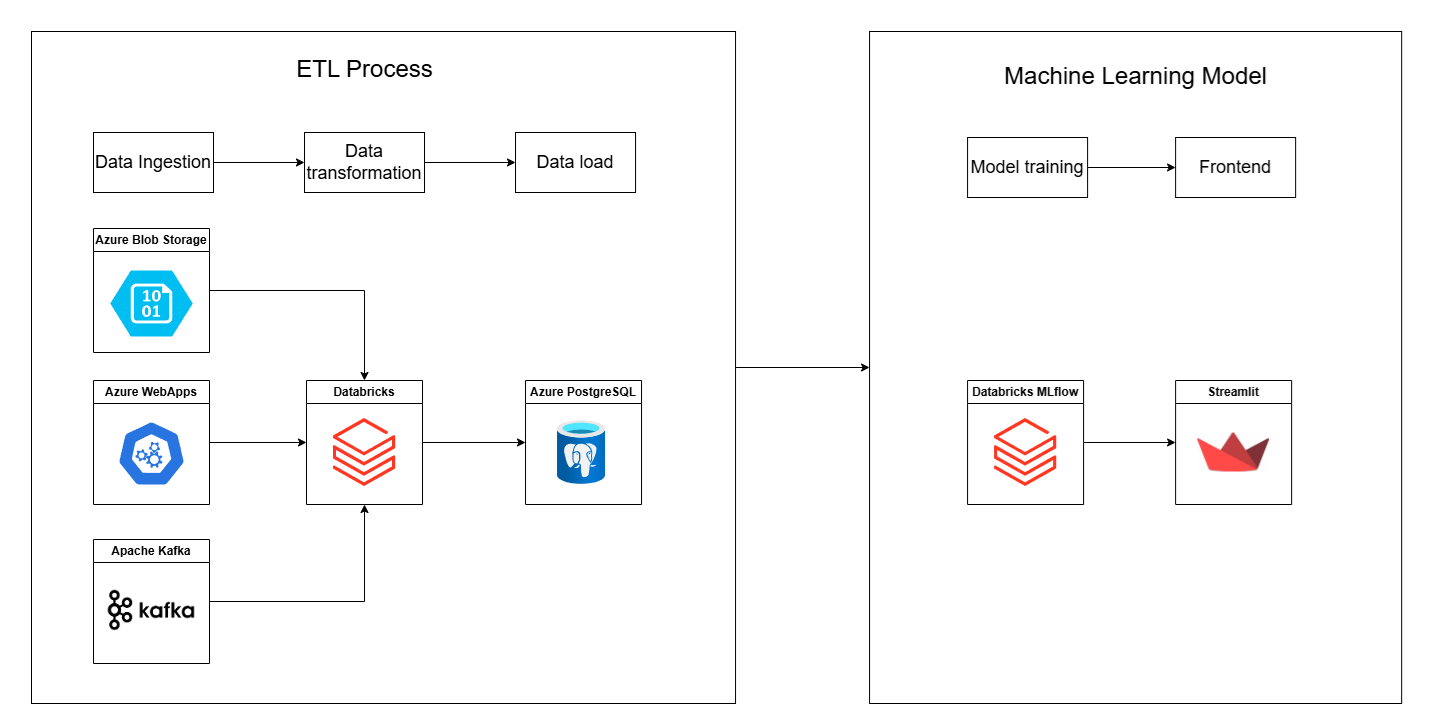 ETL Process
Data Ingestion
Data
transformation
Data load
Azure Blob Storage
10
01
Azure WebApps
Databricks
Azure PostgreSQL
Apache Kafka
kafka
Machine Learning Model
Model training
Frontend
Databricks MLflow
Streamlit